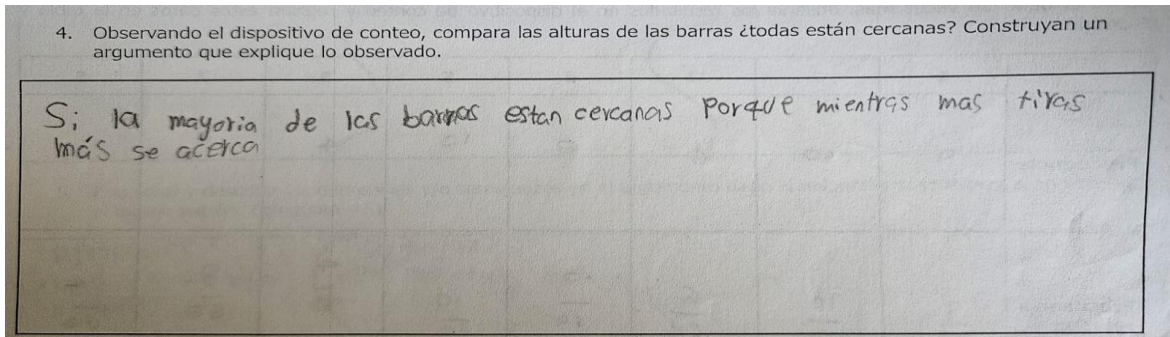 4. Observando el dispositivo de conteo, compara las alturas de las barras ¿todas están cercanas? Construyan un
argumento que explique lo observado.
Si la mayoria de las barras estan cercanas Porque mientras mas tiras
más se acerca